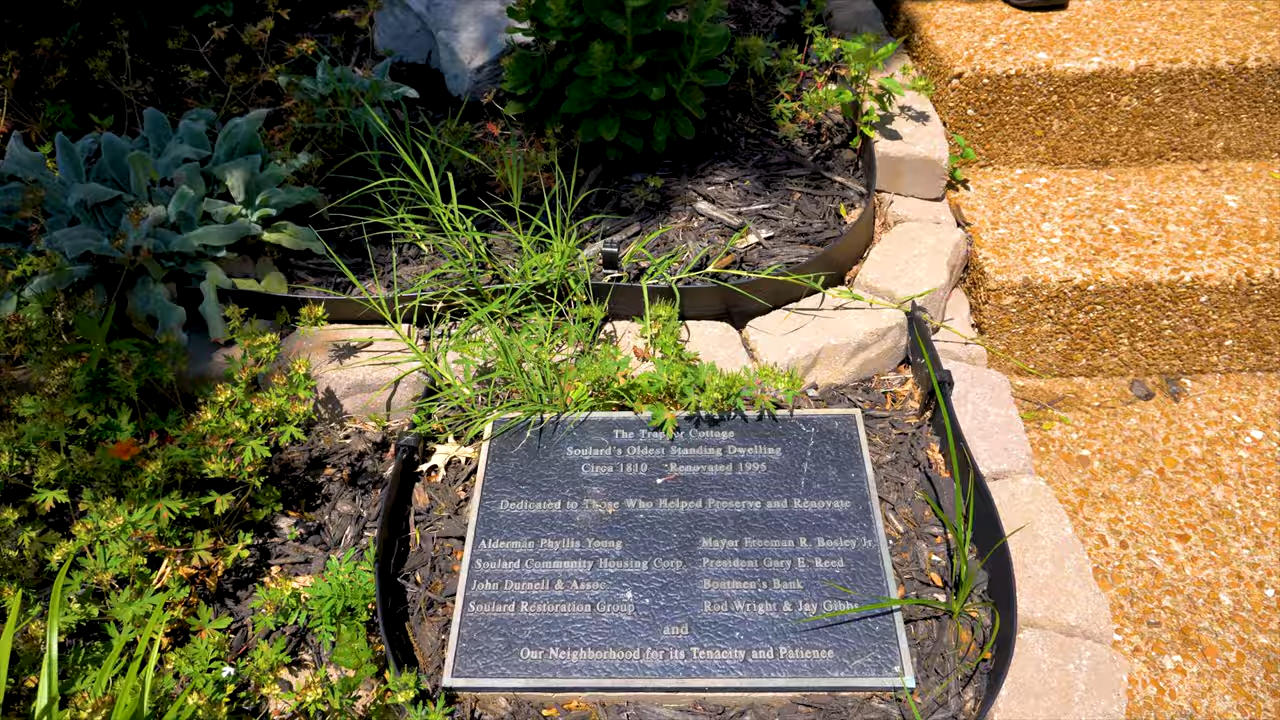 The Trapper Cottage
Soulard's Oldest Standing Dwelling
Circa 1810 Renovated 1995
Dedicated to Those Who Helped Preserve and Renovate
Alderman Phyllis Young
Soulard Community Housing Corp.
John Durnell & Assoc.
Soulard Restoration Group
Mayor Freeman R. Bosley Jr.
President Gary E. Reed
Boatmen's Bank
Rod Wright & Jay Gibbs
and
Our Neighborhood for its Tenacity and Patience